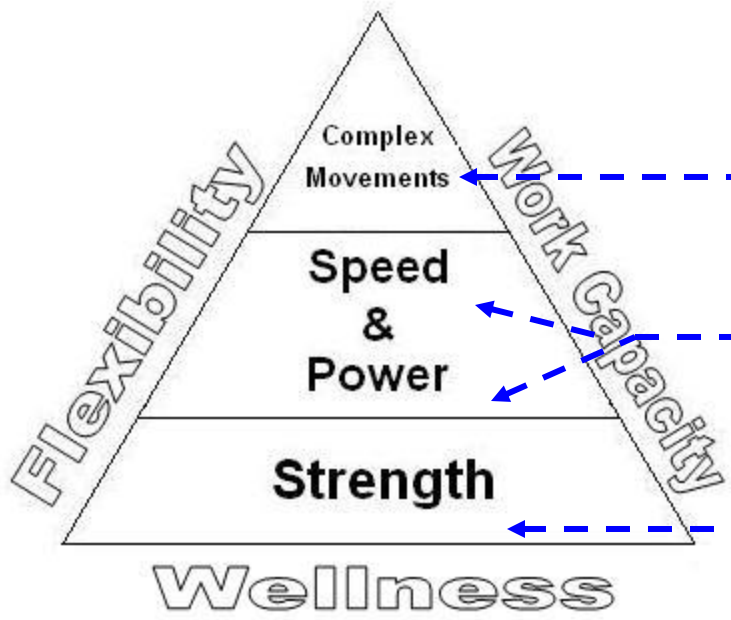 Complex
Movements
Flexibility
Work Capacity
Speed
&
Power
Strength
Wellness